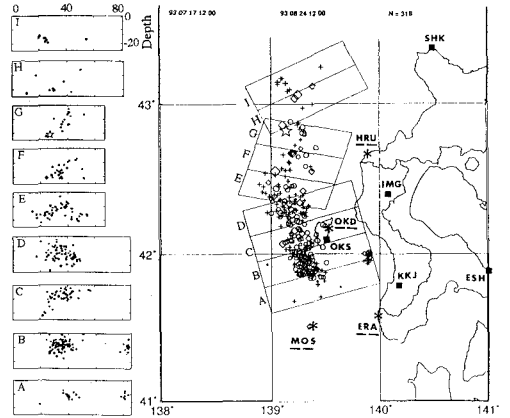 0 40 80
0
-20
Depth
I
H
G
F
E
D
C
B
A
93 07 17 12 00 93 08 24 12 00 N = 318
SHK
43°
I
H
G
F
E
D
C
B
A
HRU
IMG
OKD
OKS
42°
KKJ
ESH
MOS
ERA
41°
138° 139° 140° 141°